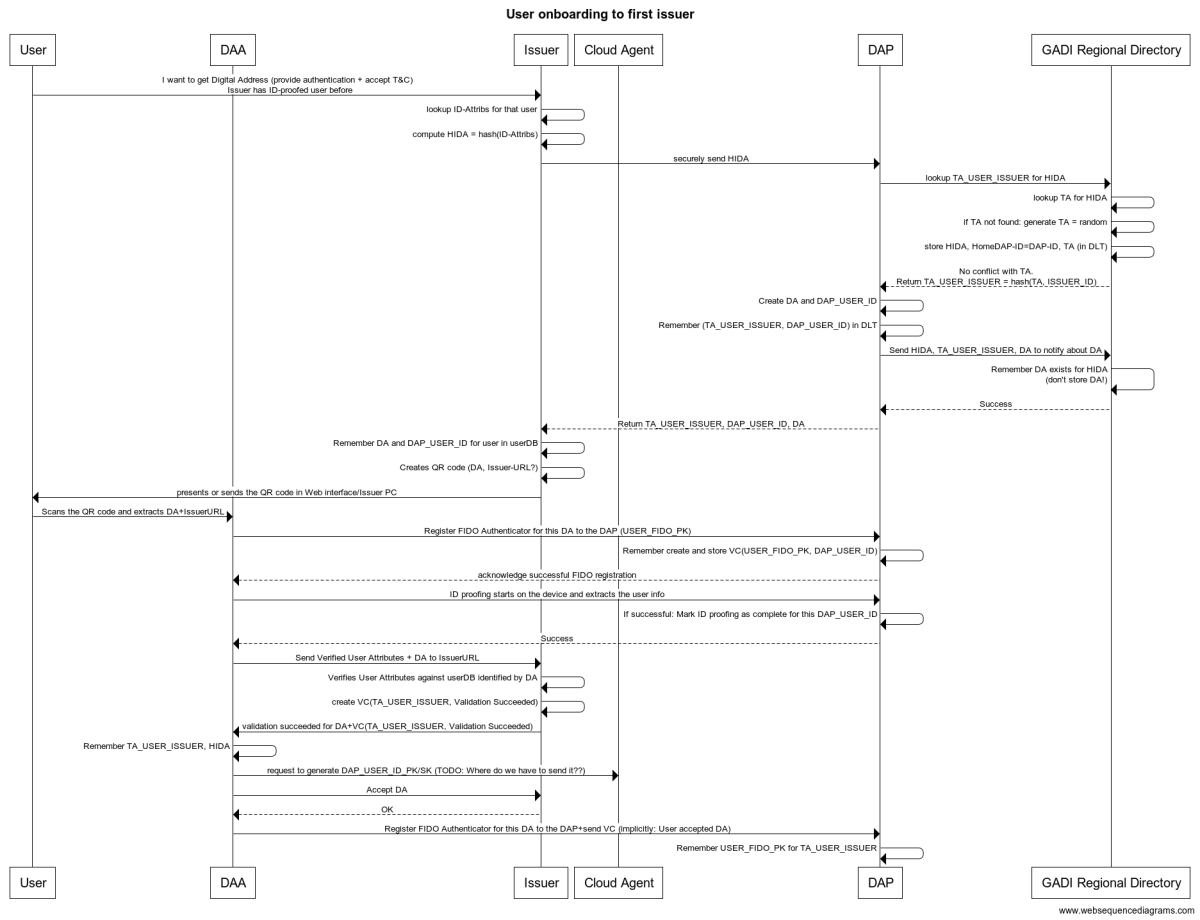 User onboarding to first issuer
User
DAA
Issuer
Cloud Agent
DAP
GADI Regional Directory
I want to get Digital Address (provide authentication + accept T&C)
Issuer has ID-proofed user before
lookup ID-Attribs for that user
compute HIDA = hash(ID-Attribs)
securely send HIDA
lookup TA_USER_ISSUER for HIDA
lookup TA for HIDA
if TA not found: generate TA = random
store HIDA, HomeDAP-ID=DAP-ID, TA (in DLT)
No conflict with TA.
Return TA_USER_ISSUER = hash(TA, ISSUER_ID)
Create DA and DAP_USER_ID
Remember (TA_USER_ISSUER, DAP_USER_ID) in DLT
Send HIDA, TA_USER_ISSUER, DA to notify about DA.
Remember DA exists for HIDA
(don't store DA!)
Success
Return TA_USER_ISSUER, DAP_USER_ID, DA
Remember DA and DAP_USER_ID for user in userDB
Creates QR code (DA, Issuer-URL?)
presents or sends the QR code in Web interface/Issuer PC
Scans the QR code and extracts DA+IssuerURL
Register FIDO Authenticator for this DA to the DAP (USER_FIDO_PK)
Remember create and store VC(USER_FIDO_PK, DAP_USER_ID)
acknowledge successful FIDO registration
ID proofing starts on the device and extracts the user info
If successful: Mark ID proofing as complete for this DAP_USER_ID
Success
Send Verified User Attributes + DA to IssuerURL
Verifies User Attributes against userDB identified by DA
create VC(TA_USER_ISSUER, Validation Succeeded)
validation succeeded for DA+VC(TA_USER_ISSUER, Validation Succeeded)
Remember TA_USER_ISSUER, HIDA
request to generate DAP_USER_ID_PK/SK (TODO: Where do we have to send it??)
Accept DA
OK
Register FIDO Authenticator for this DA to the DAP+send VC (Implicitly: User accepted DA)
Remember USER_FIDO_PK for TA_USER_ISSUER
User
DAA
Issuer
Cloud Agent
DAP
GADI Regional Directory
www.websequencediagrams.com